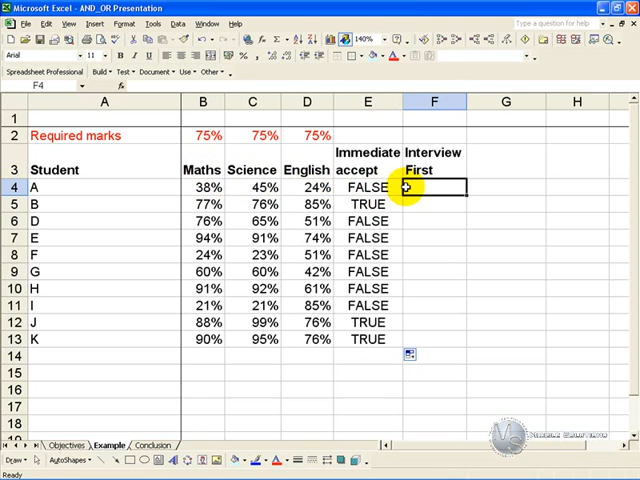 Microsoft Excel - AND_OR Presentation
File Edit View Insert Format Tools Data Window Help
Type a question for help
140%
Arial 11 B I U
Spreadsheet Professional Build Test Document Use Other
F4 fx
A B C D E F G H
1
2 Required marks 75% 75% 75%
Immediate Interview
3 Student Maths Science English accept First
4 A 38% 45% 24% FALSE
5 B 77% 76% 85% TRUE
6 D 76% 65% 51% FALSE
7 E 94% 91% 74% FALSE
8 F 24% 23% 51% FALSE
9 G 60% 60% 42% FALSE
10 H 91% 92% 61% FALSE
11 I 21% 21% 85% FALSE
12 J 88% 99% 76% TRUE
13 K 90% 95% 76% TRUE
14
15
16
17
18
19
Objectives Example Conclusion
Draw AutoShapes
Ready